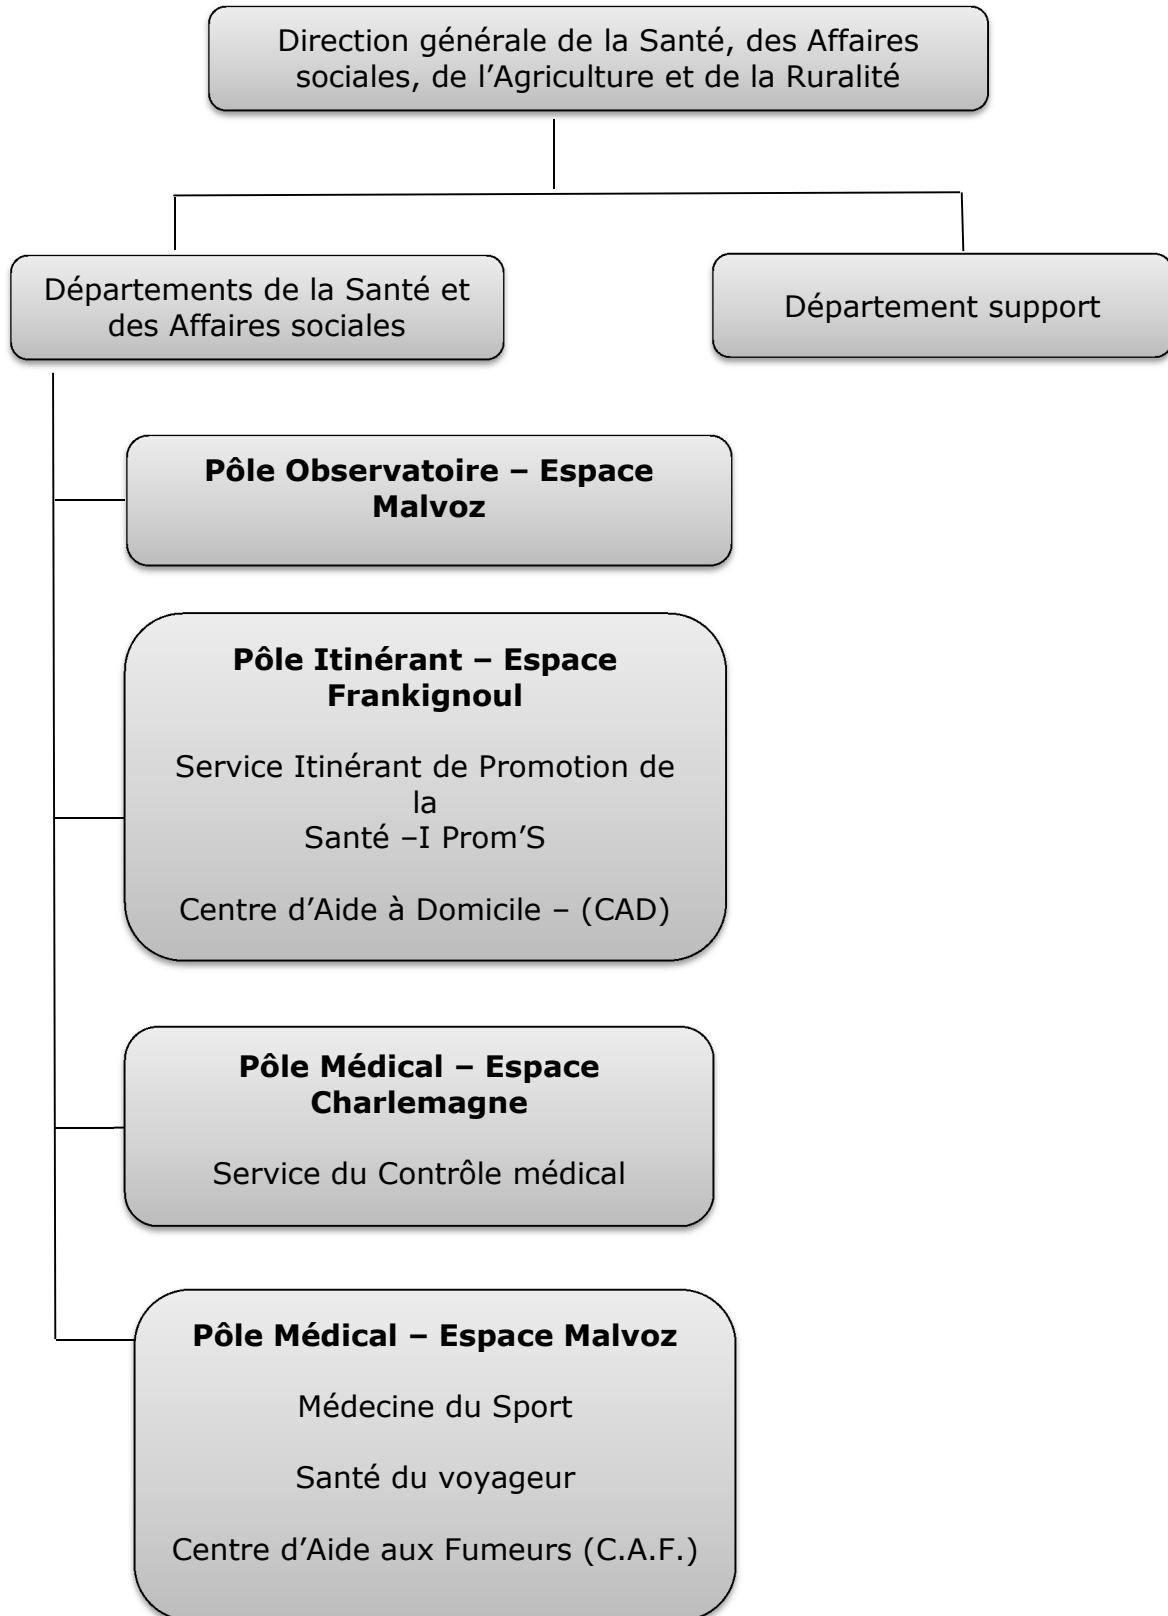 Direction générale de la Santé, des Affaires
sociales, de l’Agriculture et de la Ruralité
Départements de la Santé et
des Affaires sociales
Département support
Pôle Observatoire – Espace
Malvoz
Pôle Itinérant – Espace
Frankignoul
Service Itinérant de Promotion de
la
Santé –I Prom’S
Centre d’Aide à Domicile – (CAD)
Pôle Médical – Espace
Charlemagne
Service du Contrôle médical
Pôle Médical – Espace Malvoz
Médecine du Sport
Santé du voyageur
Centre d’Aide aux Fumeurs (C.A.F.)